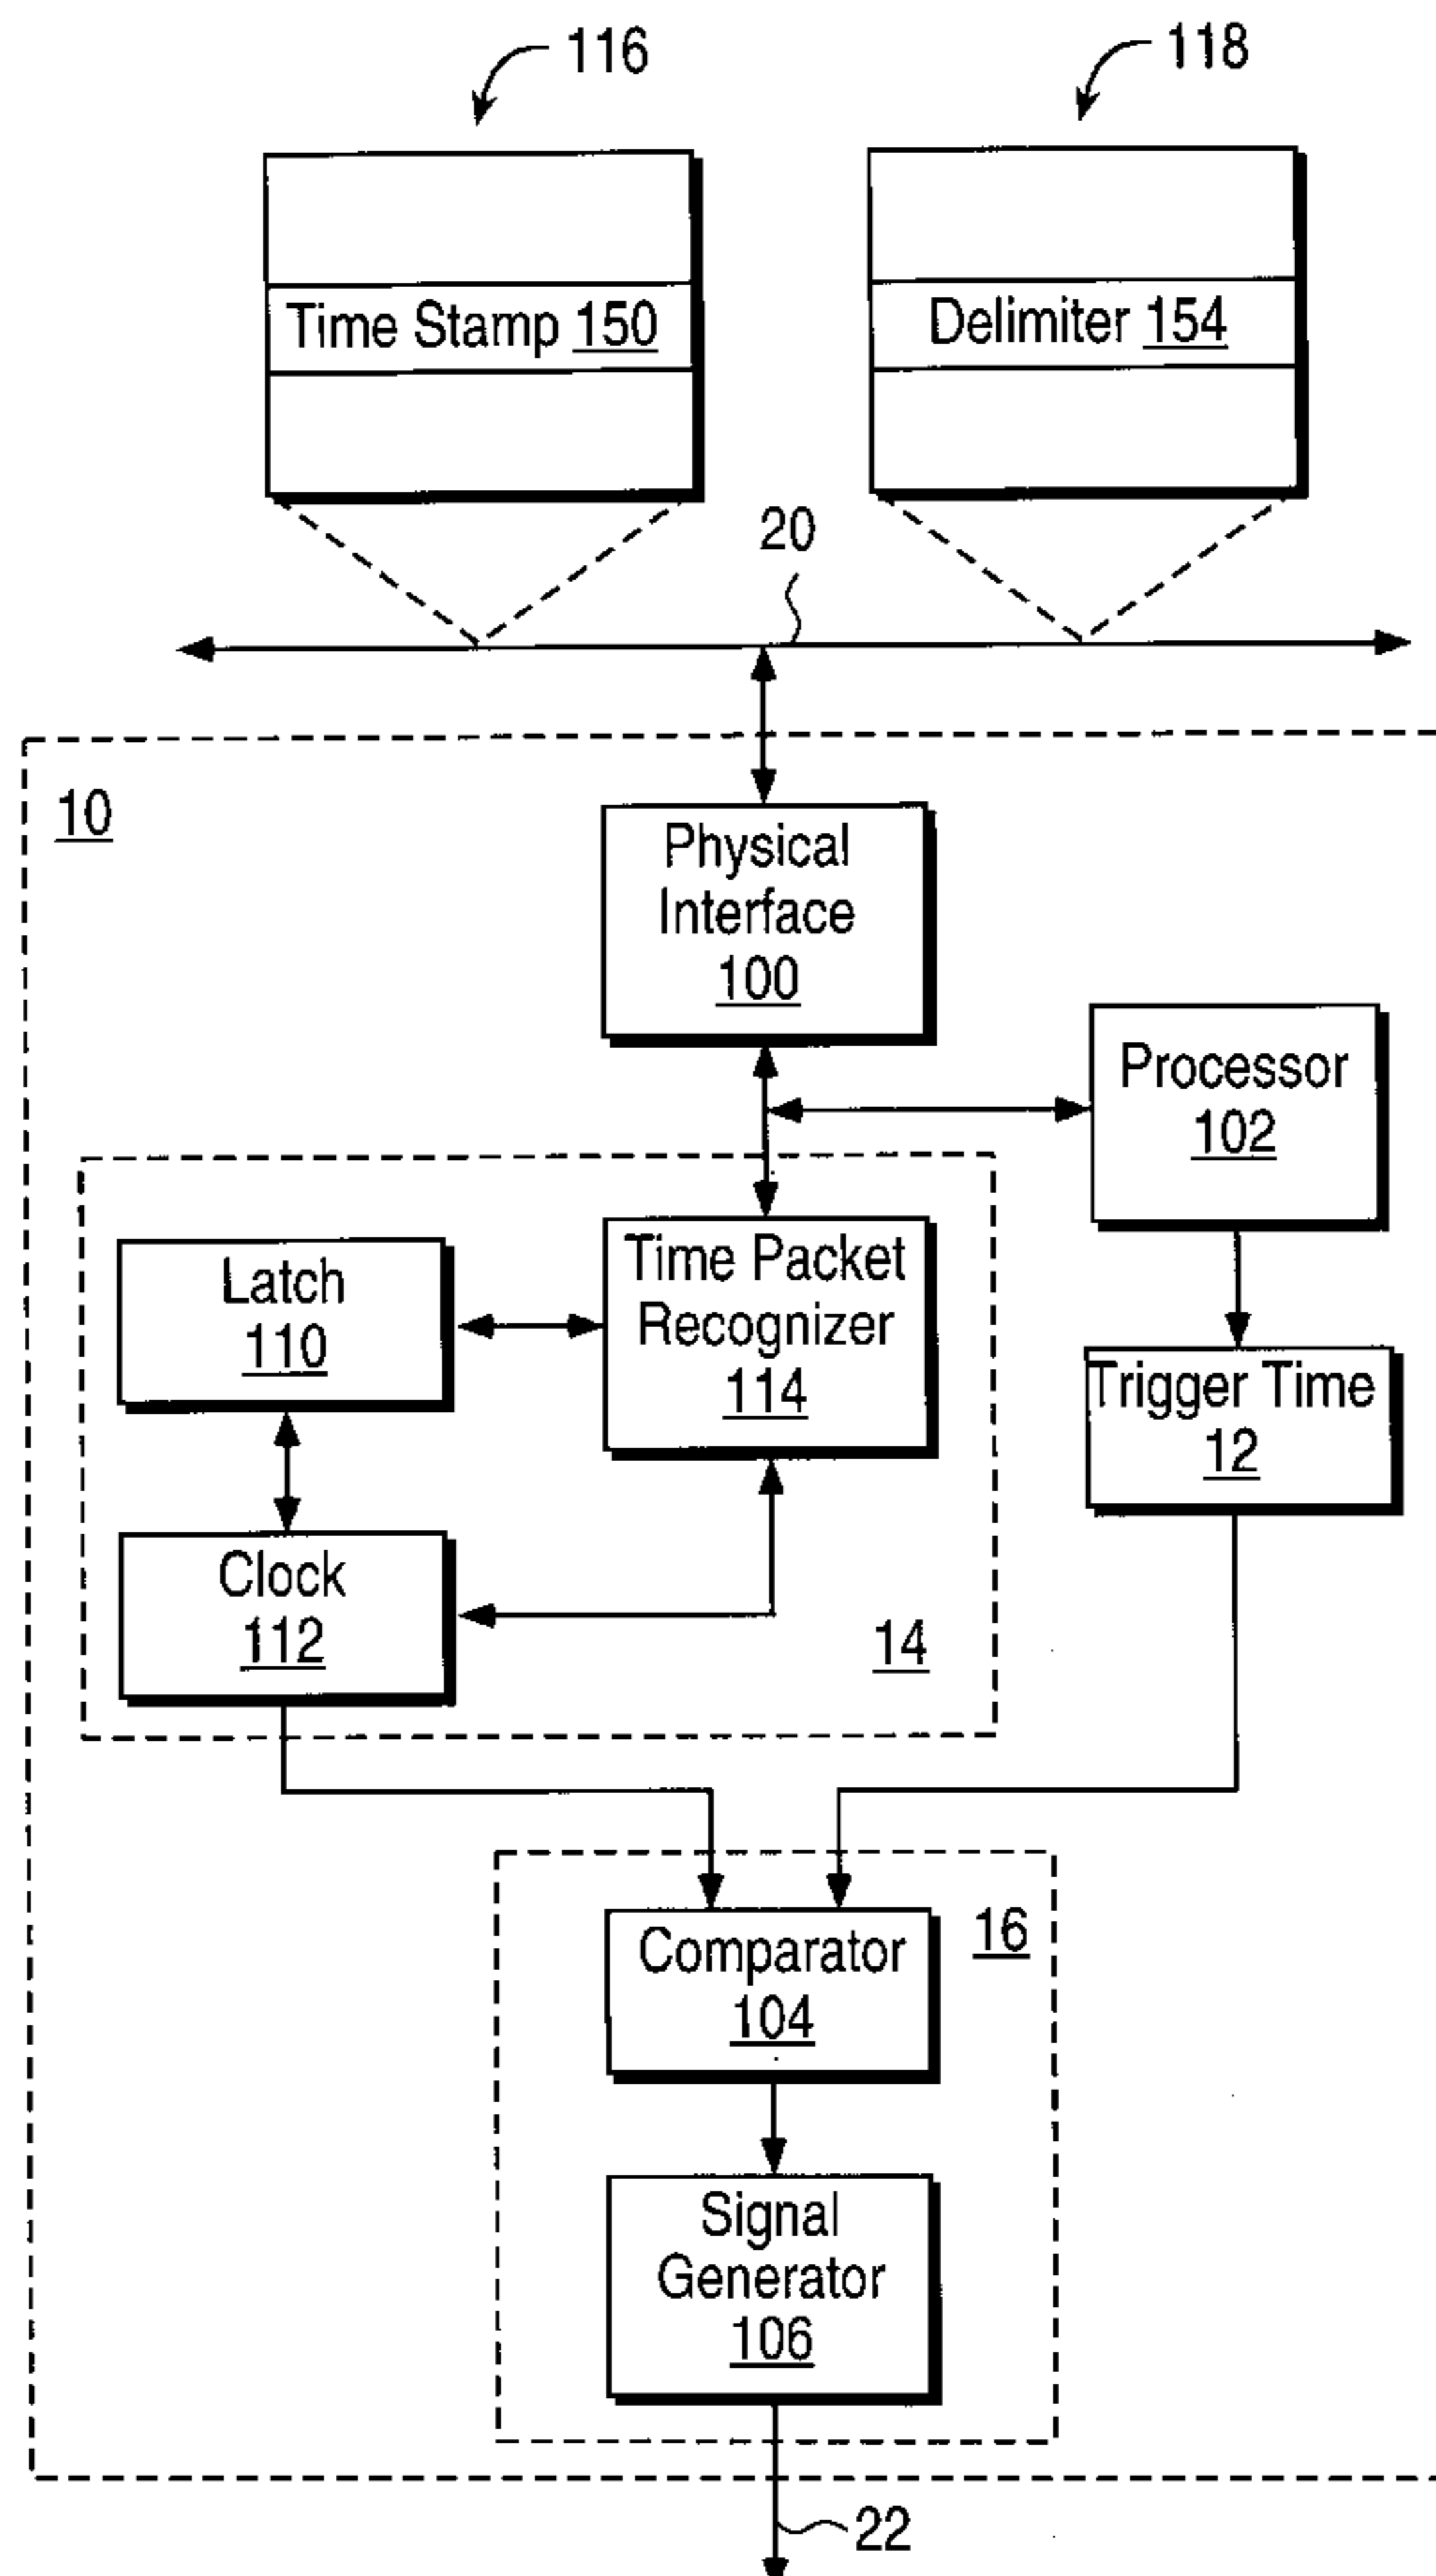 116
118
Time Stamp 150
Delimiter 154
20
10
Physical
Interface
100
Processor
102
Latch
110
Time Packet
Recognizer
114
Trigger Time
12
Clock
112
14
Comparator
104
16
Signal
Generator
106
22